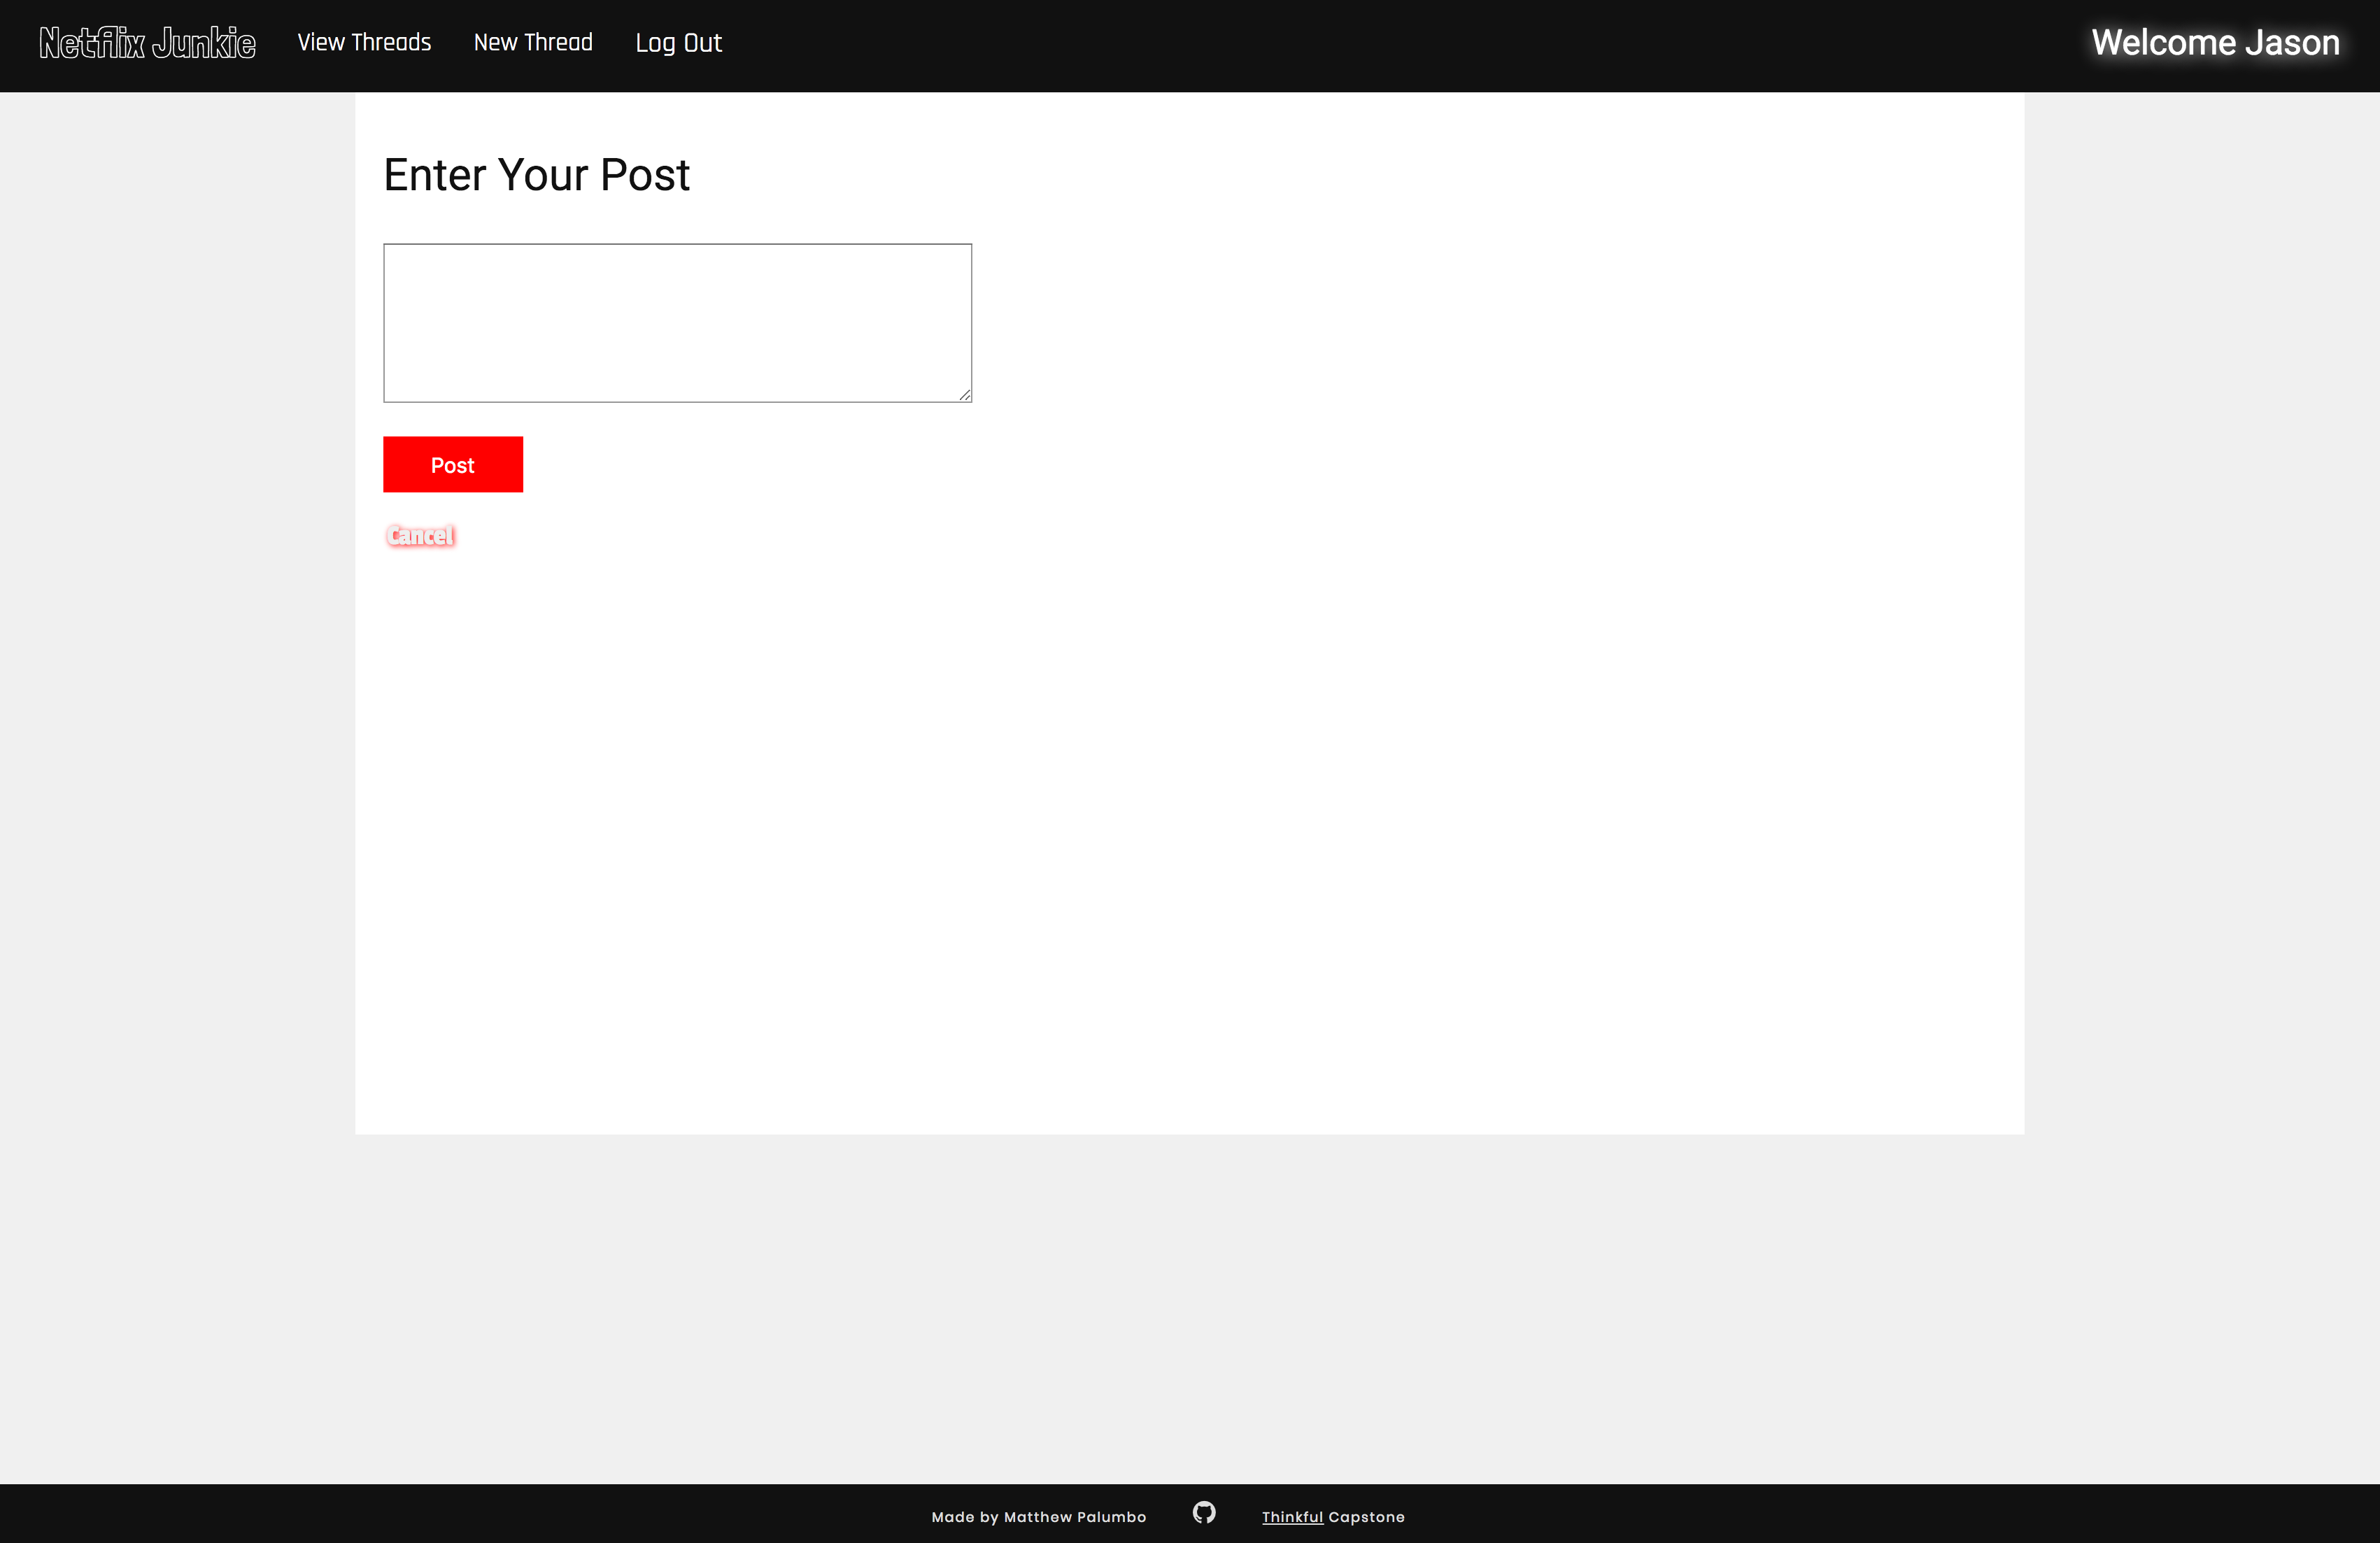 Netflix Junkie View Threads New Thread Log Out Welcome Jason
Enter Your Post
Post
Cancel
Made by Matthew Palumbo Thinkful Capstone